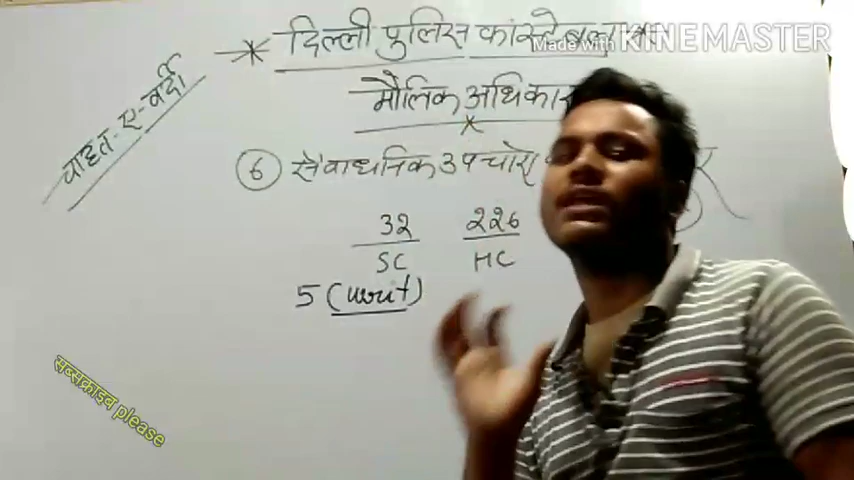 दिल्ली पुलिस कांस्टेबल
Made with KINEMASTER
चाहत-ए-वर्दी
मौलिक अधिकार
6 संवैधानिक उपचारो
32 226
SC HC
5 (writ)
सब्सक्राइब please